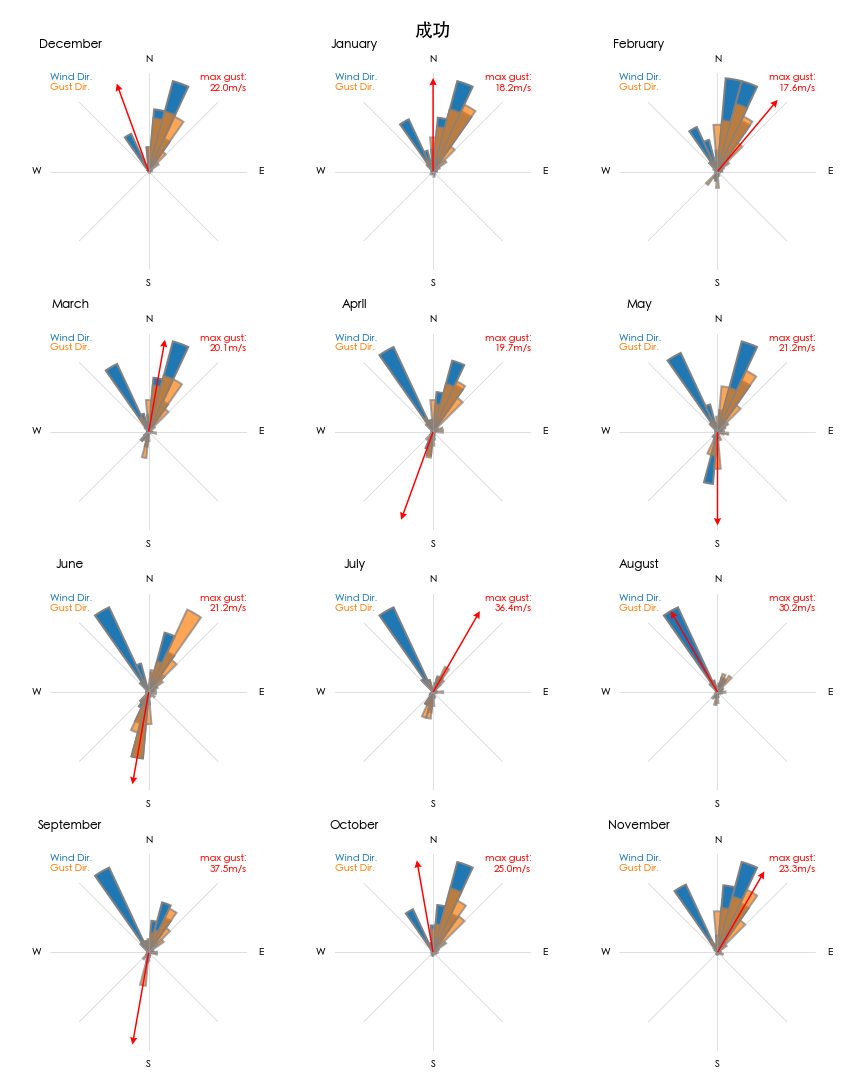 成功
December
N
Wind Dir.
Gust Dir.
max gust:
22.0m/s
W
E
S
January
N
Wind Dir.
Gust Dir.
max gust:
18.2m/s
W
E
S
February
N
Wind Dir.
Gust Dir.
max gust:
17.6m/s
W
E
S
March
N
Wind Dir.
Gust Dir.
max gust:
20.1m/s
W
E
S
April
N
Wind Dir.
Gust Dir.
max gust:
19.7m/s
W
E
S
May
N
Wind Dir.
Gust Dir.
max gust:
21.2m/s
W
E
S
June
N
Wind Dir.
Gust Dir.
max gust:
21.2m/s
W
E
S
July
N
Wind Dir.
Gust Dir.
max gust:
36.4m/s
W
E
S
August
N
Wind Dir.
Gust Dir.
max gust:
30.2m/s
W
E
S
September
N
Wind Dir.
Gust Dir.
max gust:
37.5m/s
W
E
S
October
N
Wind Dir.
Gust Dir.
max gust:
25.0m/s
W
E
S
November
N
Wind Dir.
Gust Dir.
max gust:
23.3m/s
W
E
S